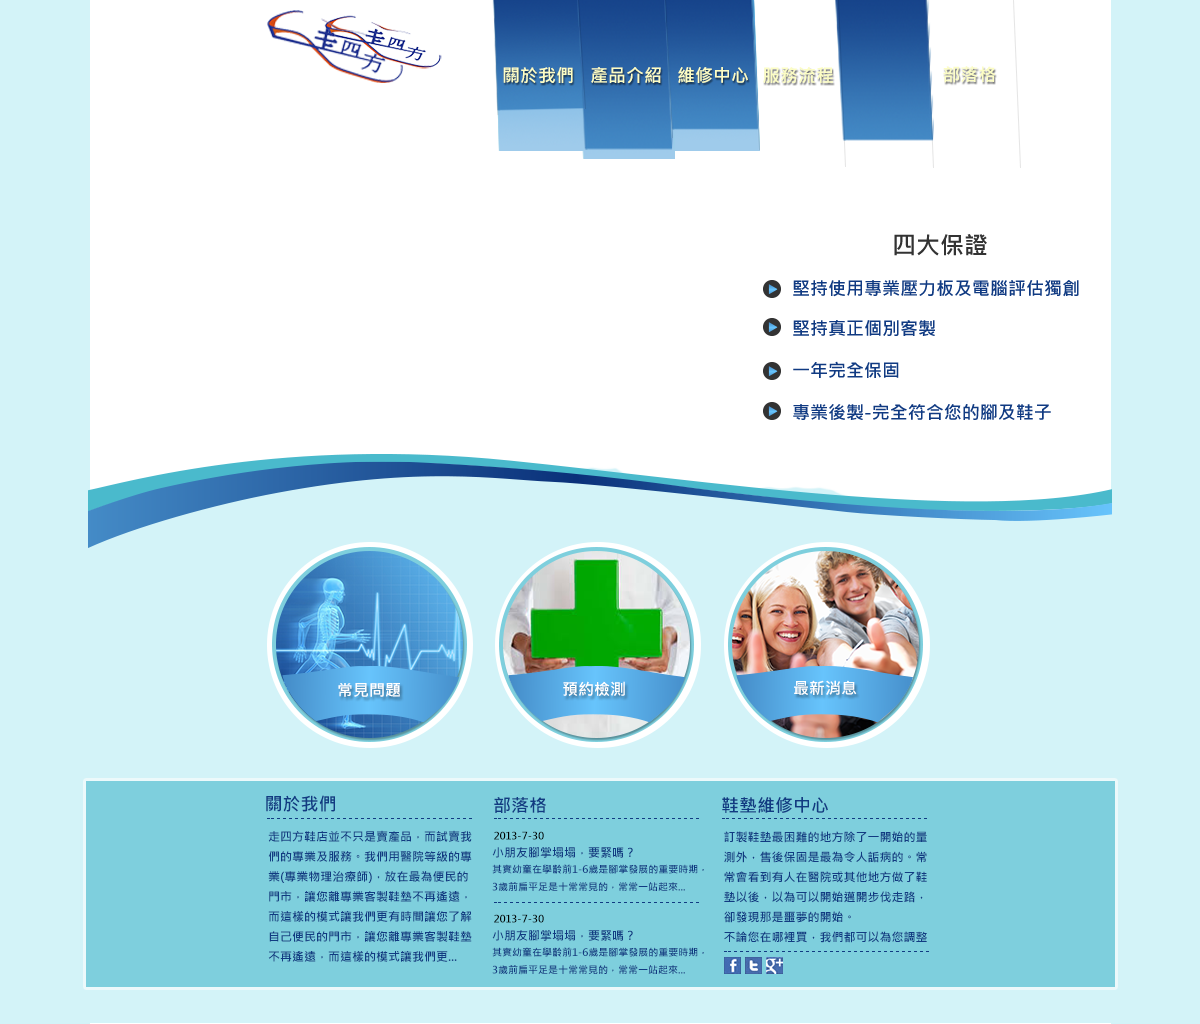 走四方
走四方
關於我們 產品介紹 維修中心 服務流程 部落格
四大保證
堅持使用專業壓力板及電腦評估獨創
堅持真正個別客製
一年完全保固
專業後製-完全符合您的腳及鞋子
常見問題
預約檢測
最新消息
關於我們
走四方鞋店並不只是賣產品，而試賣我
們的專業及服務。我們用醫院等級的專
業(專業物理治療師)，放在最為便民的
門市，讓您離專業客製鞋墊不再遙遠，
而這樣的模式讓我們更有時間讓您了解
自己便民的門市，讓您離專業客製鞋墊
不再遙遠，而這樣的模式讓我們更...
部落格
2013-7-30
小朋友腳掌塌塌，要緊嗎？
其實幼童在學齡前1-6歲是腳掌發展的重要時期，
3歲前扁平足是十常常見的，常常一站起來...
2013-7-30
小朋友腳掌塌塌，要緊嗎？
其實幼童在學齡前1-6歲是腳掌發展的重要時期，
3歲前扁平足是十常常見的，常常一站起來...
鞋墊維修中心
訂製鞋墊最困難的地方除了一開始的量
測外，售後保固是最為令人詬病的。常
常會看到有人在醫院或其他地方做了鞋
墊以後，以為可以開始邁開步伐走路，
卻發現那是噩夢的開始。
不論您在哪裡買，我們都可以為您調整